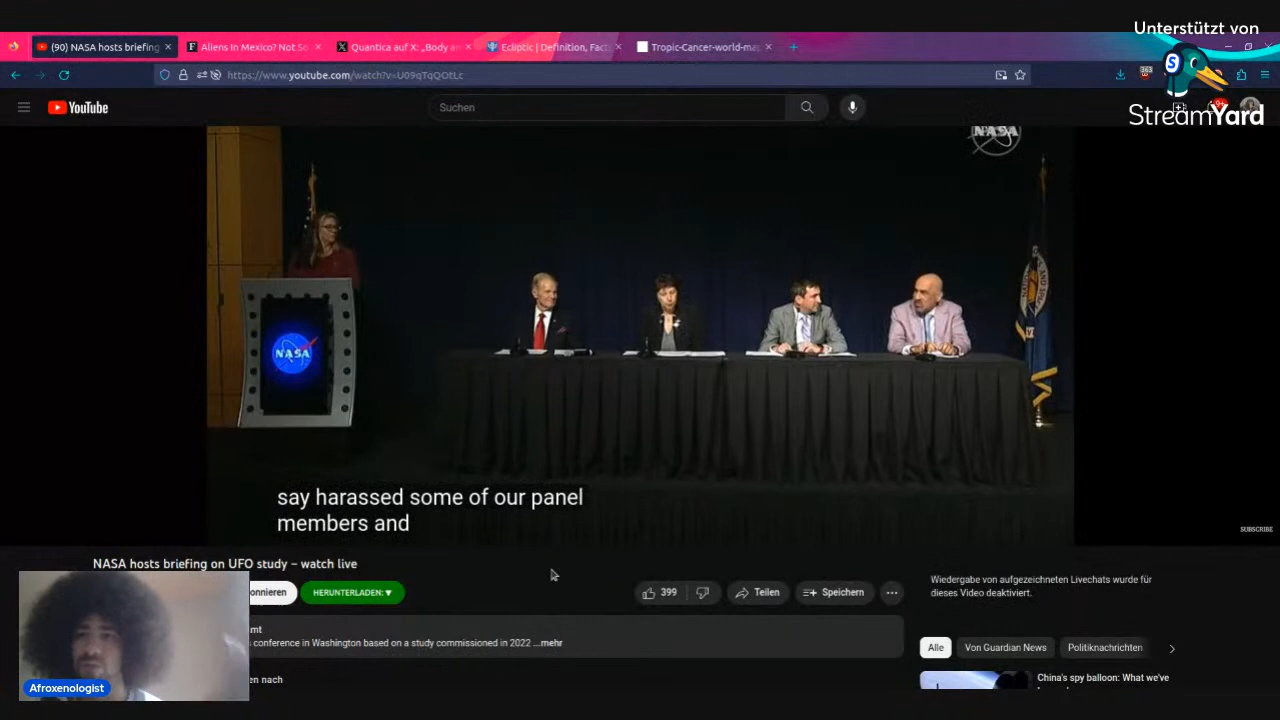 Unterstützt von
StreamYard
(90) NASA hosts briefing
Aliens In Mexico? Not So
Quantica auf X: „Body an
Ecliptic | Definition, Fac
Tropic-Cancer-world-ma
https://www.youtube.com/watch?v=U09qTqQOtLc
YouTube
Suchen
NASA
NASA
say harassed some of our panel
members and
SUBSCRIBE
NASA hosts briefing on UFO study – watch live
onnieren
HERUNTERLADEN: ▼
399
Teilen
Speichern
Wiedergabe von aufgezeichneten Livechats wurde für
dieses Video deaktiviert.
conference in Washington based on a study commissioned in 2022 ...mehr
Alle
Von Guardian News
Politiknachrichten
en nach
China's spy balloon: What we've
Afroxenologist